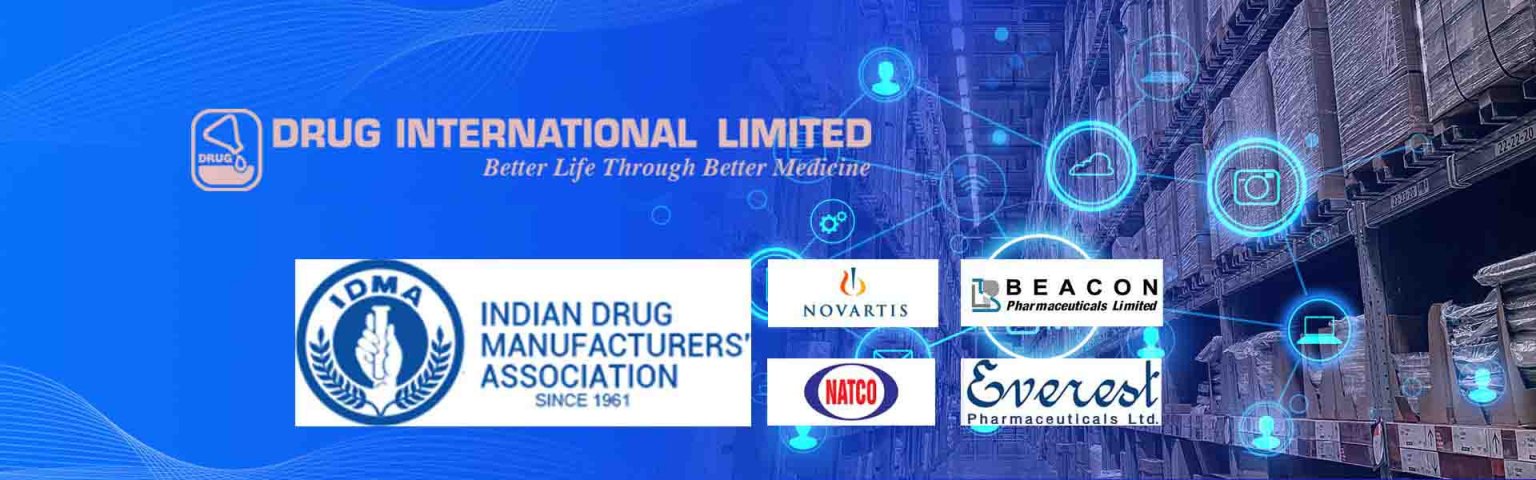 DRUG
DRUG INTERNATIONAL LIMITED
Better Life Through Better Medicine
IDMA
INDIAN DRUG
MANUFACTURERS'
ASSOCIATION
SINCE 1961
NOVARTIS
BEACON
Pharmaceuticals Limited
NATCO
Everest
Pharmaceuticals Ltd.